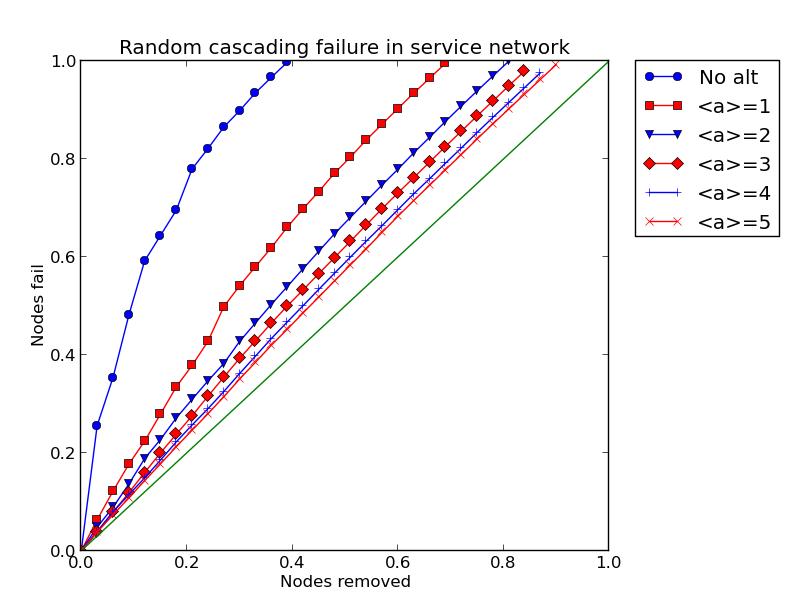 Random cascading failure in service network
1.0
0.8
0.6
0.4
0.2
0.0
Nodes fail
0.0 0.2 0.4 0.6 0.8 1.0
Nodes removed
No alt
<a>=1
<a>=2
<a>=3
<a>=4
<a>=5